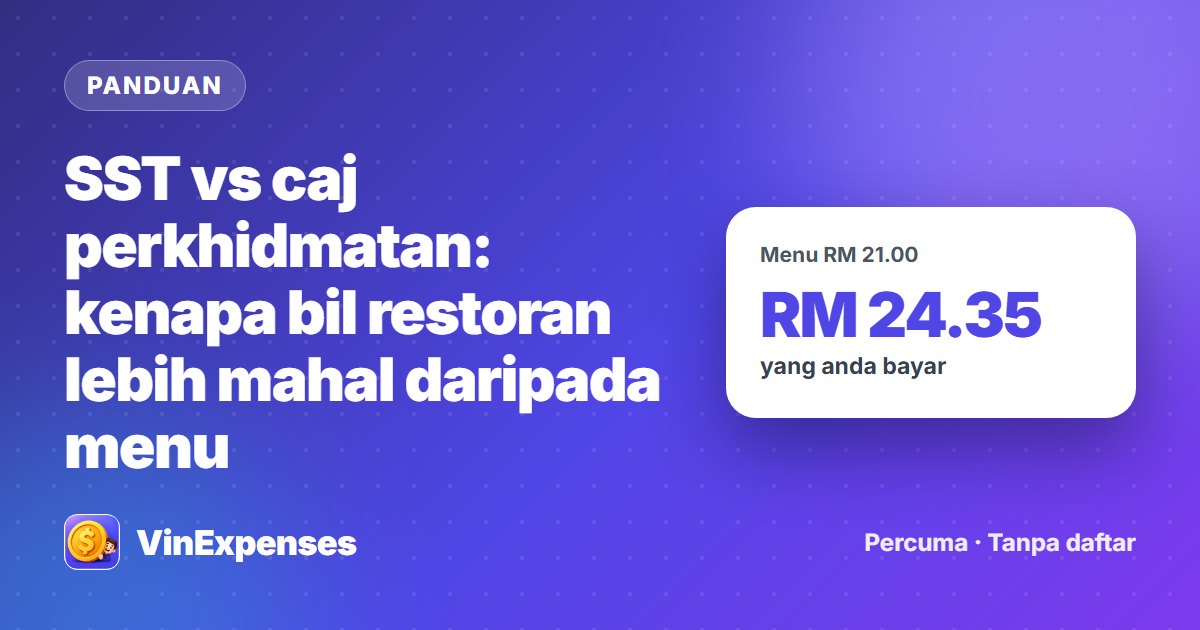 PANDUAN
SST vs caj
perkhidmatan:
kenapa bil restoran
lebih mahal daripada
menu
Menu RM 21.00
RM 24.35
yang anda bayar
$
VinExpenses
Percuma · Tanpa daftar